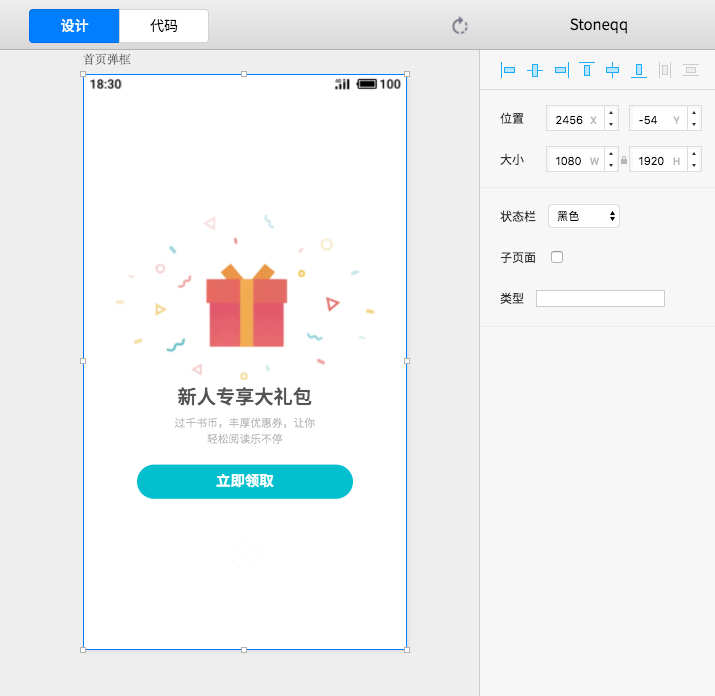 设计
代码
Stoneqq
首页弹框
18:30
100
新人专享大礼包
过千书币，丰厚优惠券，让你
轻松阅读乐不停
立即领取
位置
2456 X
-54 Y
大小
1080 W
1920 H
状态栏
黑色
子页面
类型